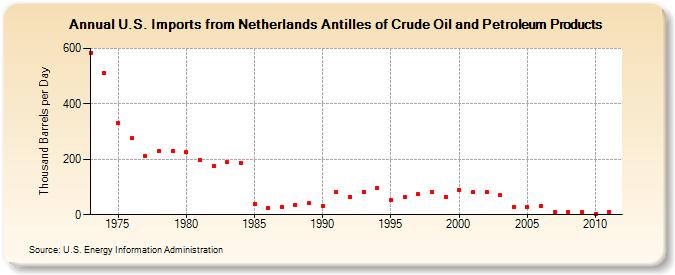 Annual U.S. Imports from Netherlands Antilles of Crude Oil and Petroleum Products
Thousand Barrels per Day
600
400
200
0
1975 1980 1985 1990 1995 2000 2005 2010
Source: U.S. Energy Information Administration